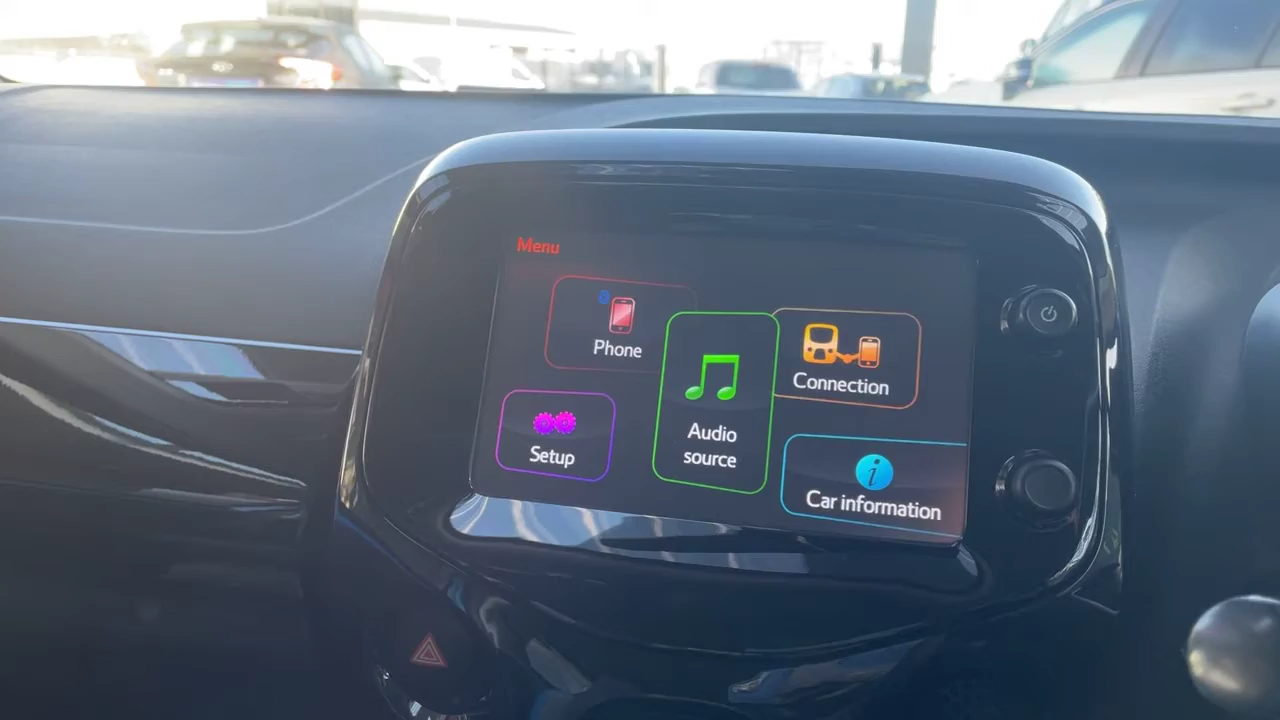 Menu
Phone
Connection
Audio
source
Setup
Car information